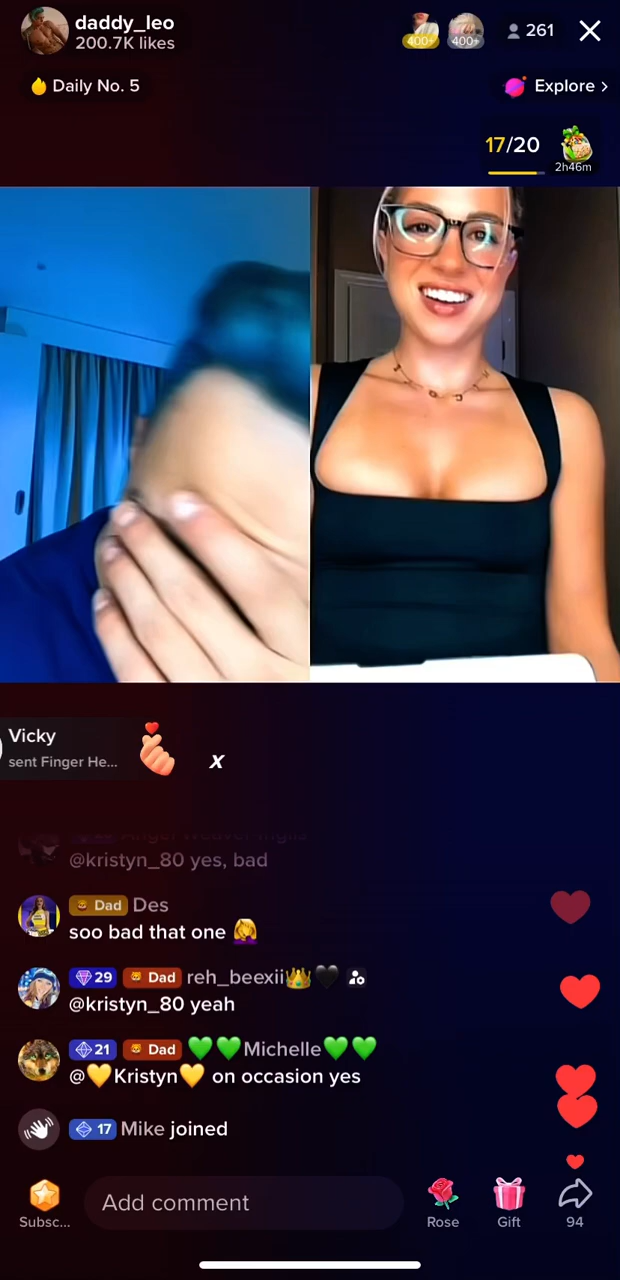 daddy_leo
200.7K likes
400+
400+
261
Daily No. 5
Explore >
17/20
2h46m
Vicky
sent Finger He...
x
@kristyn_80 yes, bad
Dad Des
soo bad that one 🤦‍♀️
29 Dad reh_beexii👑🖤
@kristyn_80 yeah
21 Dad 💚💚Michelle💚💚
@💛Kristyn💛 on occasion yes
17 Mike joined
Subsc...
Add comment
Rose
Gift
94